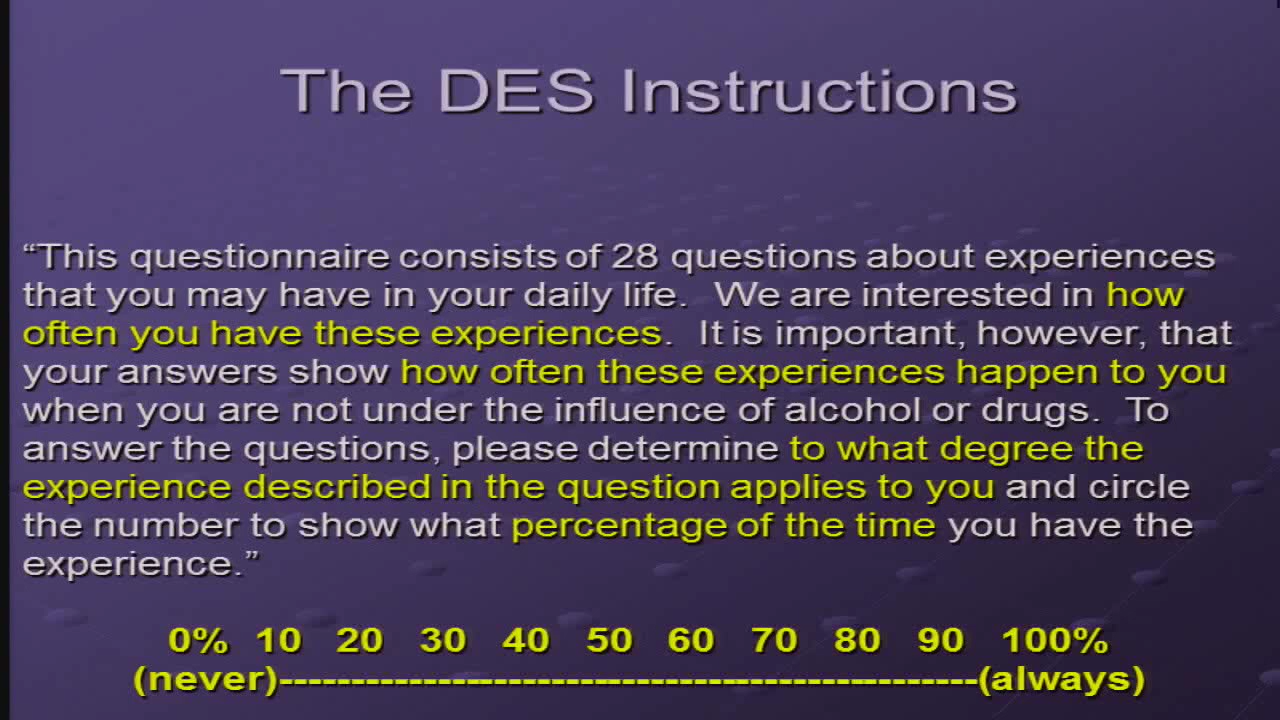 The DES Instructions
“This questionnaire consists of 28 questions about experiences
that you may have in your daily life.  We are interested in how
often you have these experiences.  It is important, however, that
your answers show how often these experiences happen to you
when you are not under the influence of alcohol or drugs.  To
answer the questions, please determine to what degree the
experience described in the question applies to you and circle
the number to show what percentage of the time you have the
experience.”
0% 10 20 30 40 50 60 70 80 90 100%
(never)-----------------------------------------------------------(always)